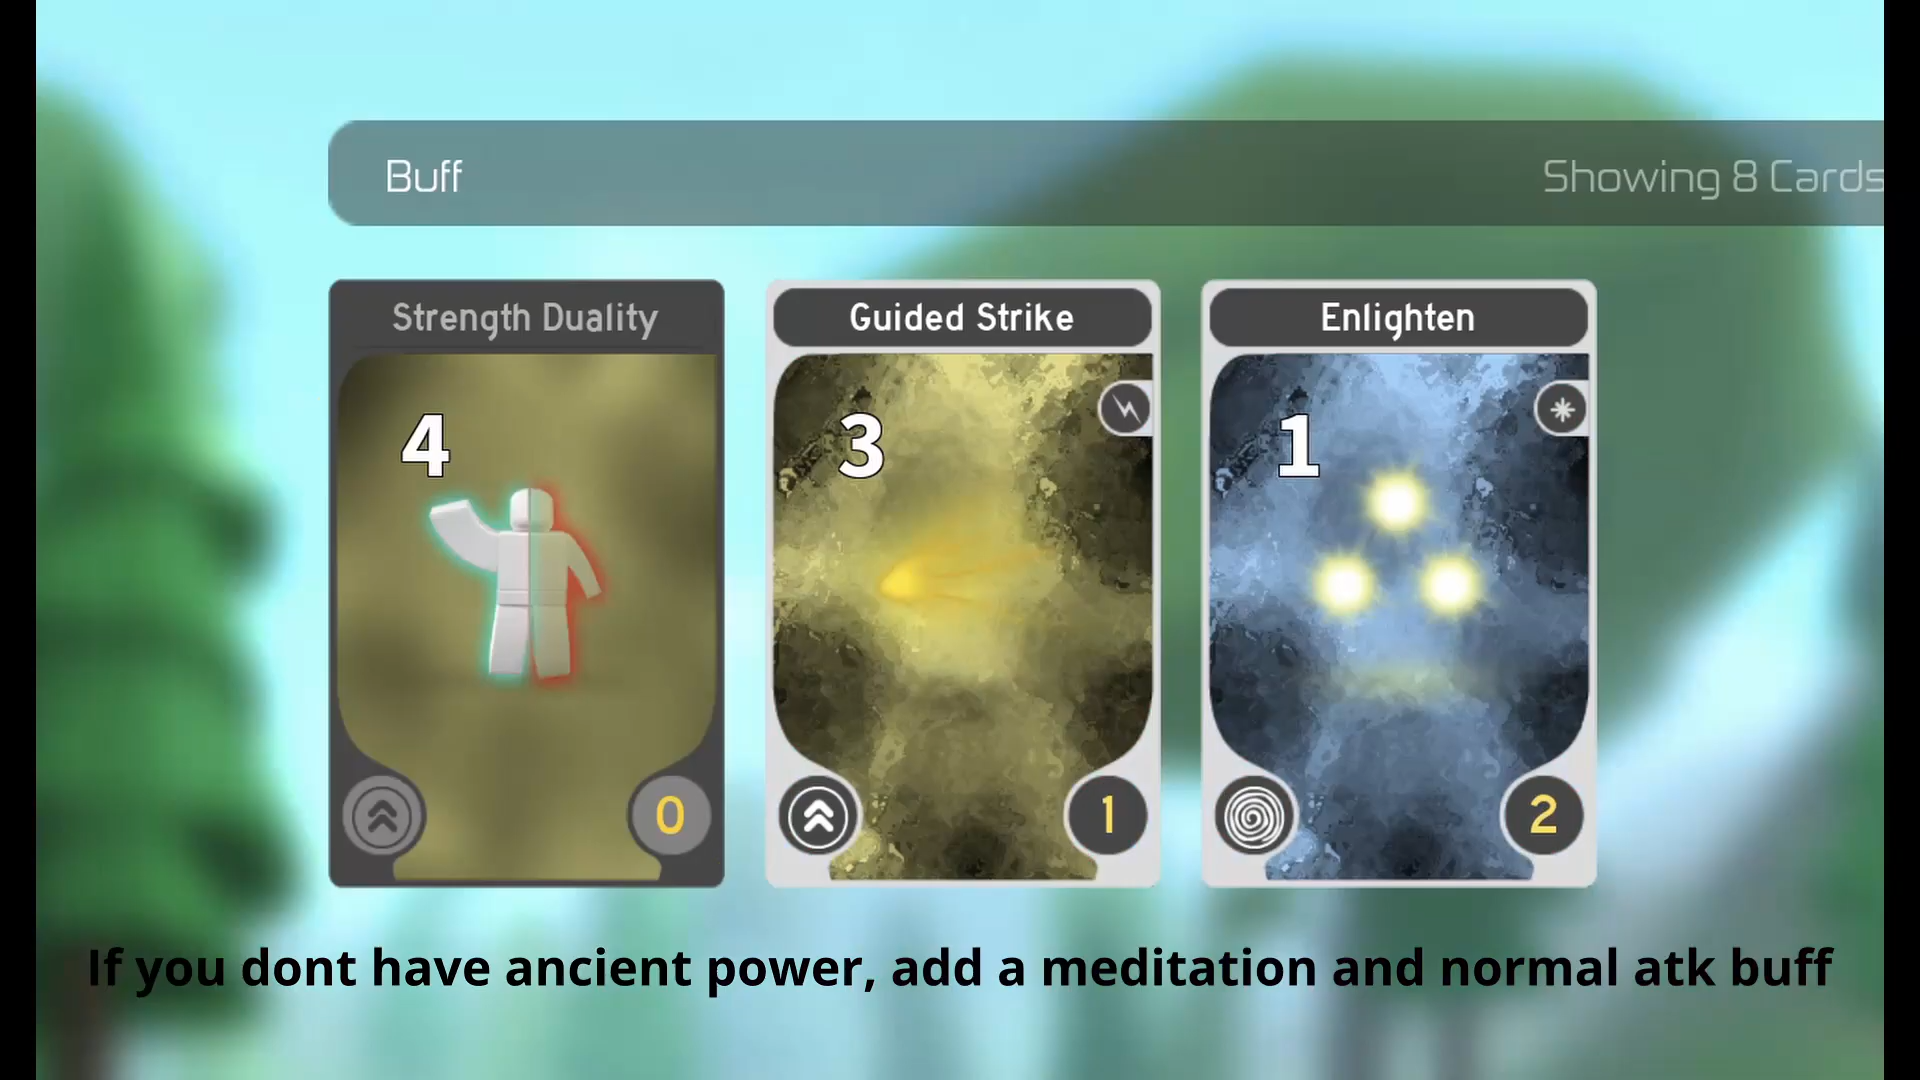 Buff
Showing 8 Cards
Strength Duality
Guided Strike
Enlighten
4
3
1
0
1
2
If you dont have ancient power, add a meditation and normal atk buff